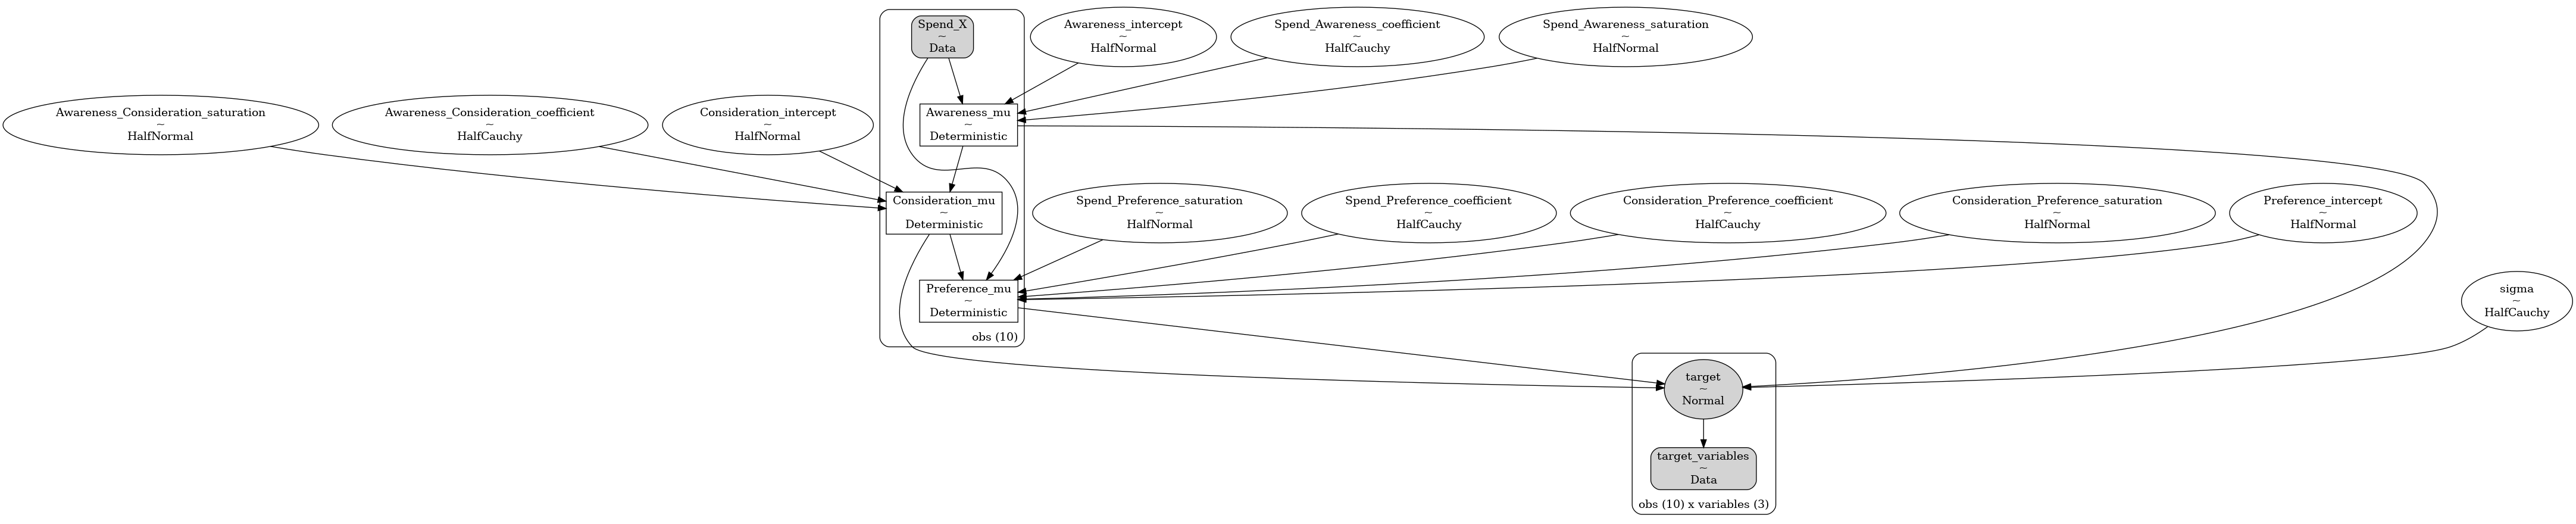 Spend_X
~
Data
Awareness_intercept
~
HalfNormal
Spend_Awareness_coefficient
~
HalfCauchy
Spend_Awareness_saturation
~
HalfNormal
Awareness_Consideration_saturation
~
HalfNormal
Awareness_Consideration_coefficient
~
HalfCauchy
Consideration_intercept
~
HalfNormal
Awareness_mu
~
Deterministic
Consideration_mu
~
Deterministic
Spend_Preference_saturation
~
HalfNormal
Spend_Preference_coefficient
~
HalfCauchy
Consideration_Preference_coefficient
~
HalfCauchy
Consideration_Preference_saturation
~
HalfNormal
Preference_intercept
~
HalfNormal
Preference_mu
~
Deterministic
obs (10)
sigma
~
HalfCauchy
target
~
Normal
target_variables
~
Data
obs (10) x variables (3)